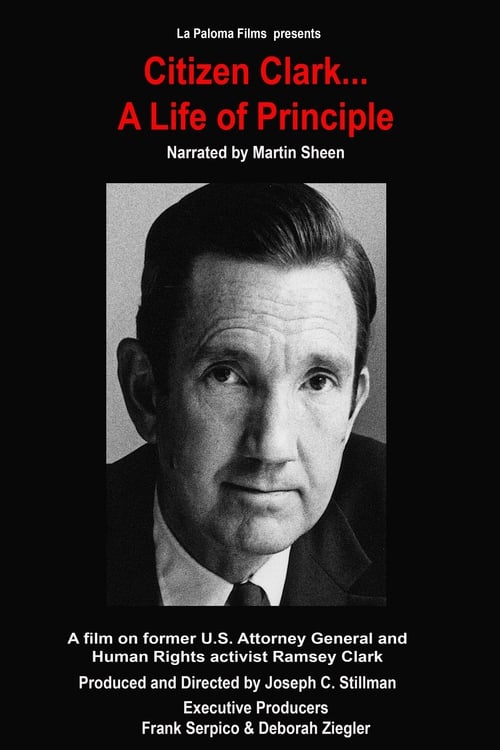 La Paloma Films presents
Citizen Clark...
A Life of Principle
Narrated by Martin Sheen
A film on former U.S. Attorney General and
Human Rights activist Ramsey Clark
Produced and Directed by Joseph C. Stillman
Executive Producers
Frank Serpico & Deborah Ziegler